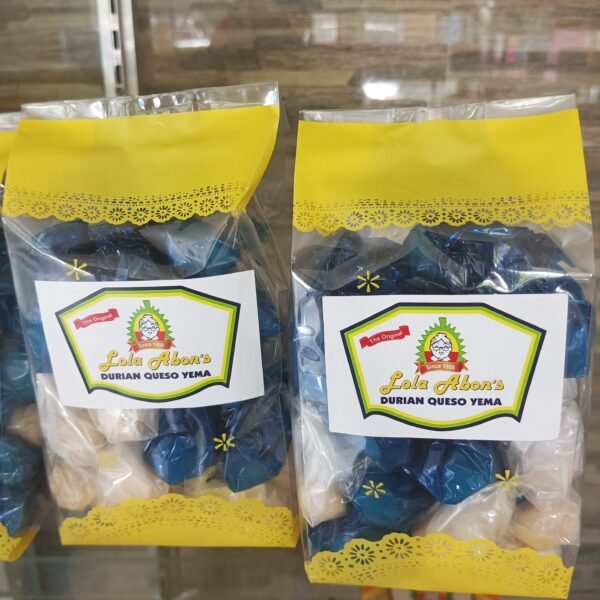 The Original
Since 1950
Lola Abon's
DURIAN QUESO YEMA
The Original
Since 1950
Lola Abon's
DURIAN QUESO YEMA